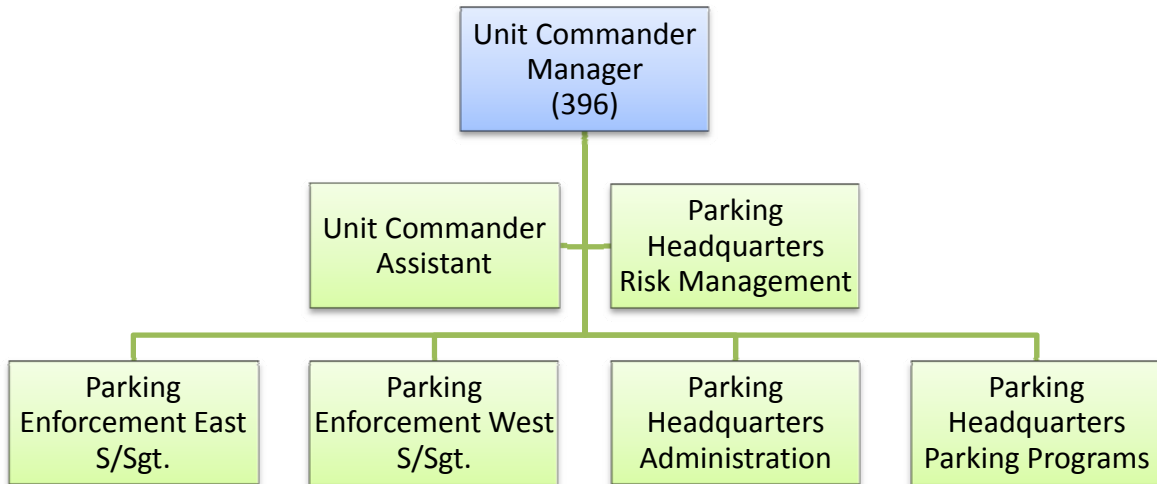 Unit Commander
Manager
(396)
Unit Commander
Assistant
Parking
Headquarters
Risk Management
Parking
Enforcement East
S/Sgt.
Parking
Enforcement West
S/Sgt.
Parking
Headquarters
Administration
Parking
Headquarters
Parking Programs